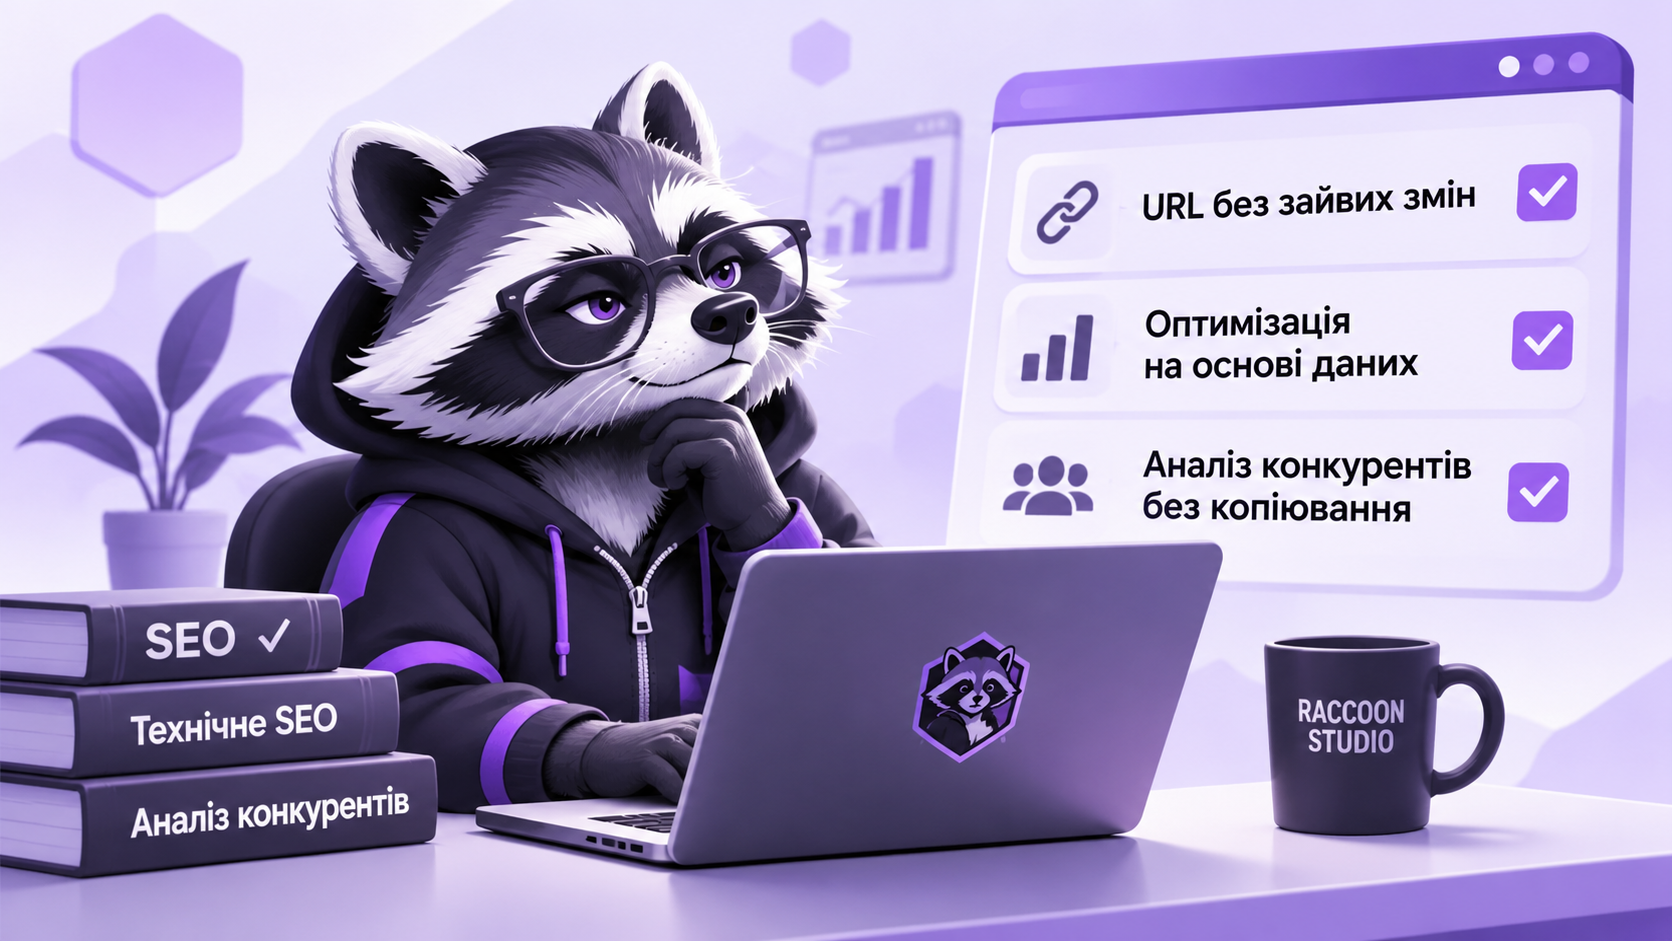 URL без зайвих змін
Оптимізація
на основі даних
Аналіз конкурентів
без копіювання
SEO ✓
Технічне SEO
Аналіз конкурентів
RACCOON
STUDIO